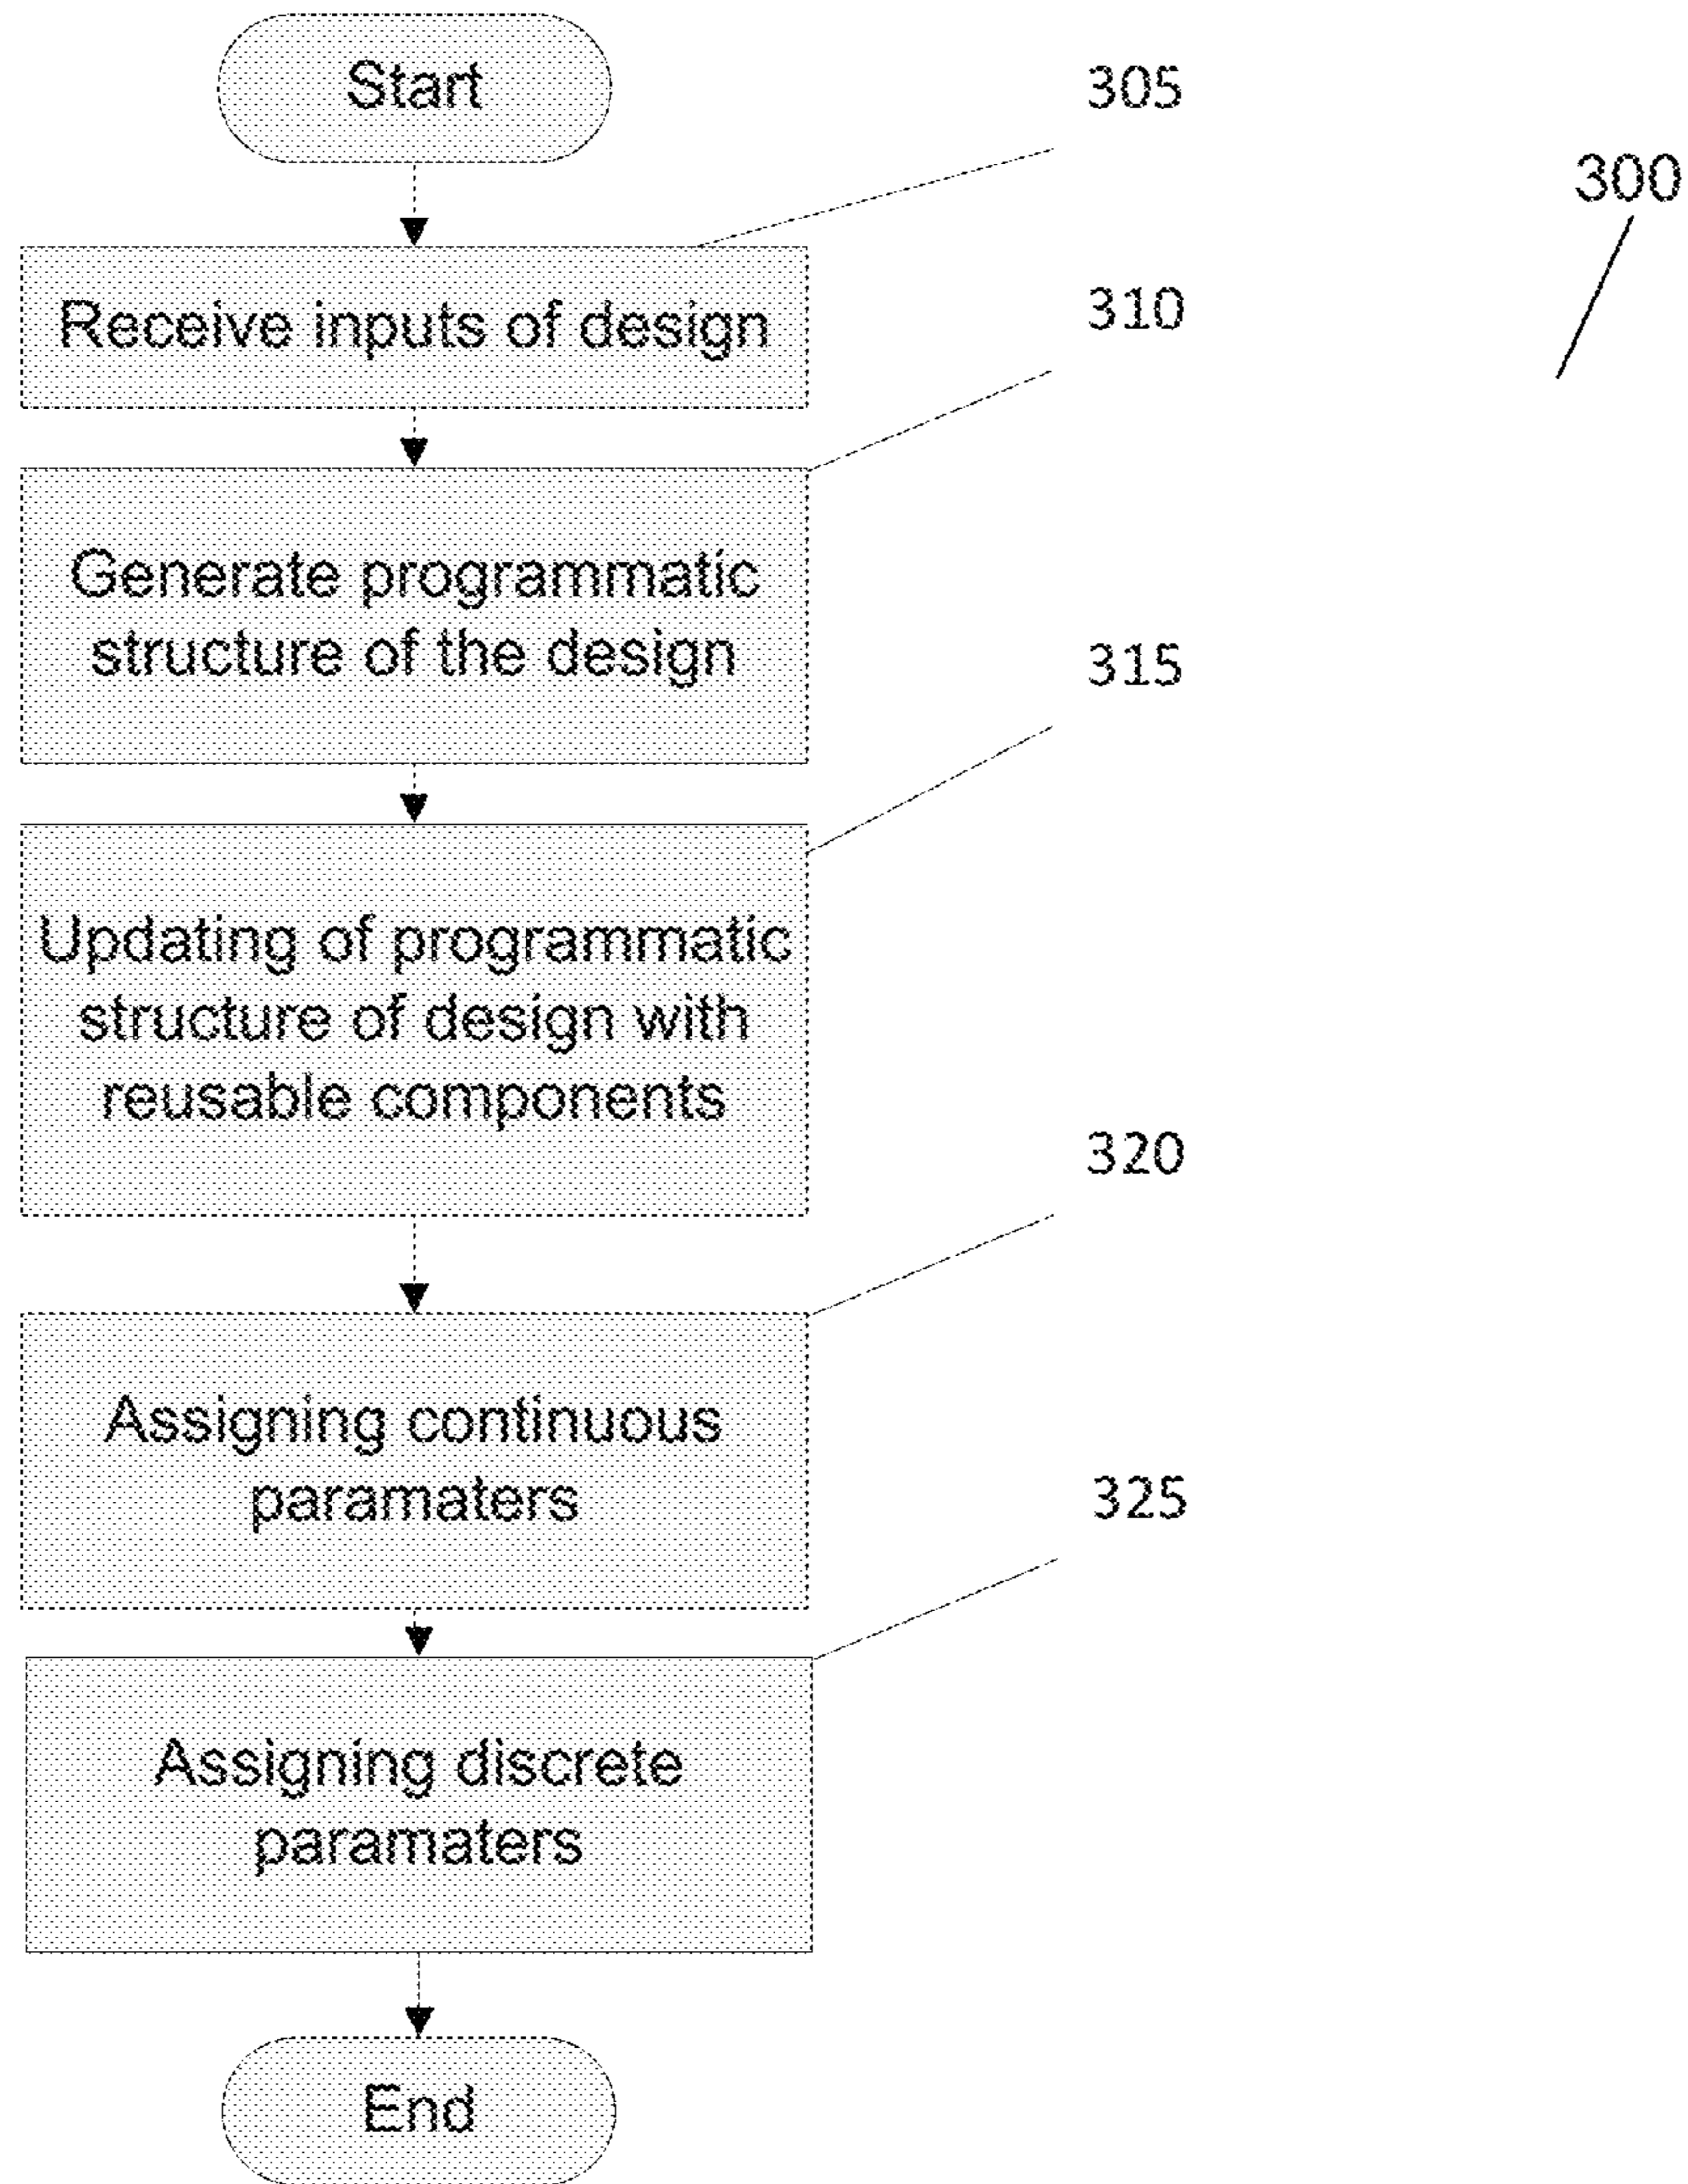 Start
305
300
Receive inputs of design
310
Generate programmatic
structure of the design
315
Updating of programmatic
structure of design with
reusable components
320
Assigning continuous
paramaters
325
Assigning discrete
paramaters
End